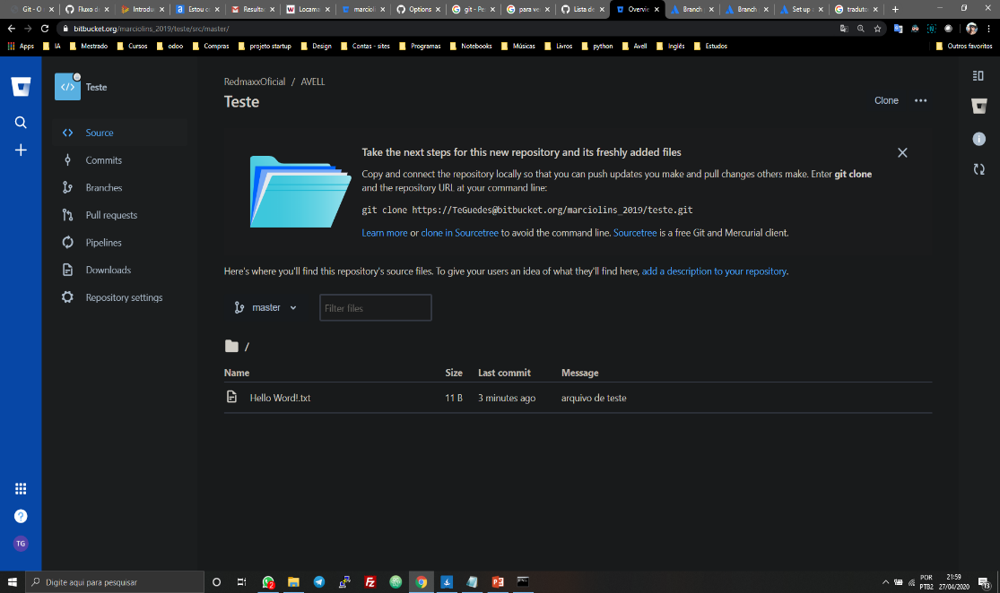 Git - O
Fluxo d
Introdu
Estou c
Resulta
Locama
marciol
Options
git - Pe
para ve
Lista de
Overvie
Branch
Branch
Set up
traduto
bitbucket.org/marciolins_2019/teste/src/master/
Apps
IA
Mestrado
Cursos
odoo
Compras
projeto startup
Design
Contas - sites
Programas
Notebooks
Músicas
Livros
python
Avell
Inglês
Estudos
Outros favoritos
Teste
Source
Commits
Branches
Pull requests
Pipelines
Downloads
Repository settings
RedmaxxOficial / AVELL
Teste
Clone
Take the next steps for this new repository and its freshly added files
Copy and connect the repository locally so that you can push updates you make and pull changes others make. Enter git clone
and the repository URL at your command line:
git clone https://TeGuedes@bitbucket.org/marciolins_2019/teste.git
Learn more or clone in Sourcetree to avoid the command line. Sourcetree is a free Git and Mercurial client.
Here's where you'll find this repository's source files. To give your users an idea of what they'll find here, add a description to your repository.
master
Filter files
/
Name Size Last commit Message
Hello Word!.txt 11 B 3 minutes ago arquivo de teste
TG
Digite aqui para pesquisar
2
POR
PTB2
21:59
27/04/2020
13